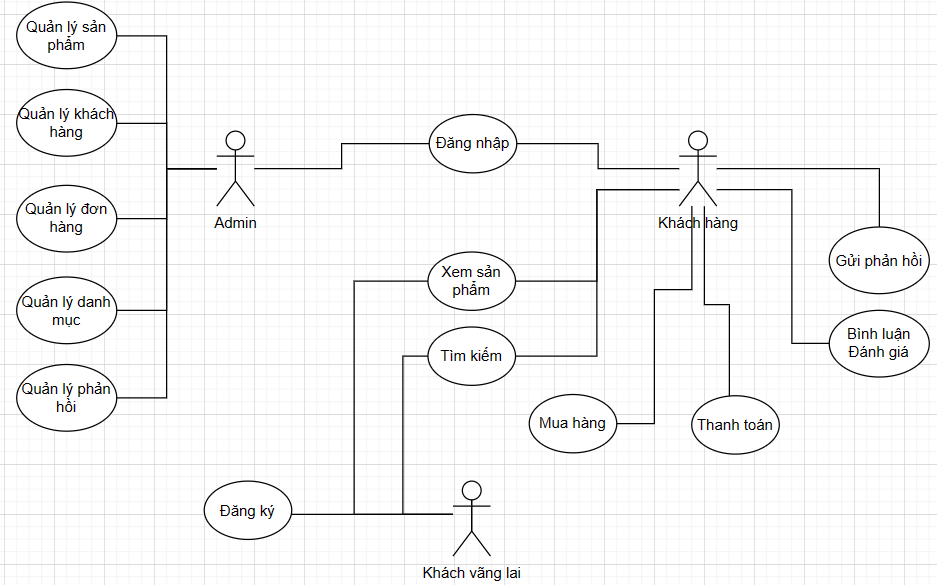 Quản lý sản
phẩm
Quản lý khách
hàng
Quản lý đơn
hàng
Quản lý danh
mục
Quản lý phản
hồi
Admin
Đăng nhập
Khách hàng
Xem sản
phẩm
Tìm kiếm
Gửi phản hồi
Bình luận
Đánh giá
Mua hàng
Thanh toán
Đăng ký
Khách vãng lai